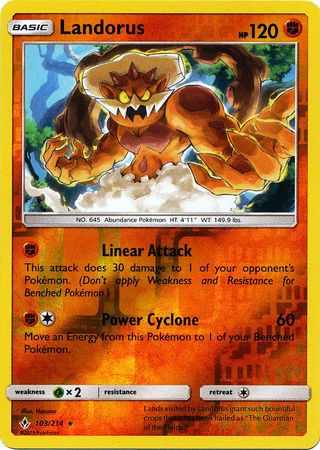 BASIC
Landorus
HP 120
NO. 645 Abundance Pokémon HT: 4'11" WT: 149.9 lbs.
Linear Attack
This attack does 30 damage to 1 of your opponent's
Pokémon. (Don't apply Weakness and Resistance for
Benched Pokémon.)
Power Cyclone 60
Move an Energy from this Pokémon to 1 of your Benched
Pokémon.
weakness × 2 resistance retreat
Illus. Hasuno
103/214 ★
©2019 Pokémon
Lands visited by Landorus grant such bountiful
crops that it has been hailed as "The Guardian
of the Fields."